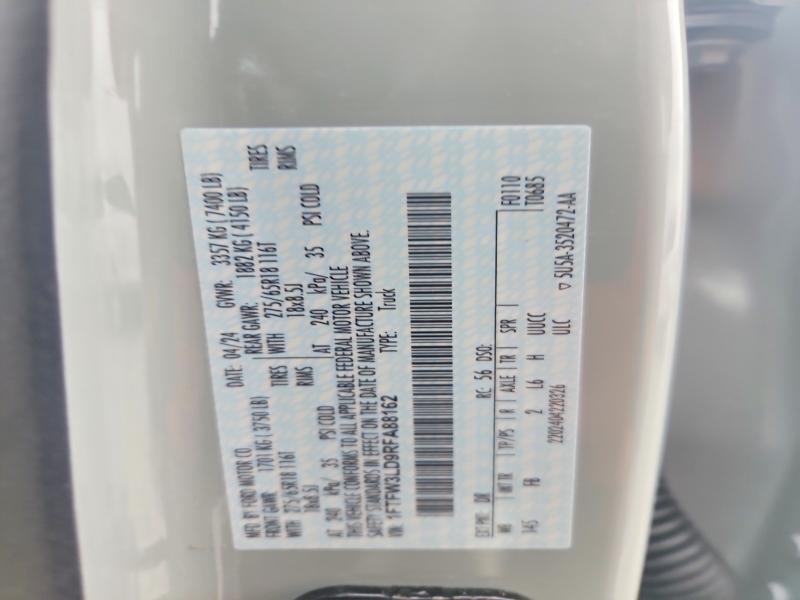 MFD. BY FORD MOTOR CO.
DATE: 04/24 GVWR: 3357 KG ( 7400 LB)
FRONT GAWR: 1701 KG ( 3750 LB) REAR GAWR: 1882 KG ( 4150 LB)
WITH 275/65R18 116T TIRES WITH 275/65R18 116T TIRES
18x8.5J RIMS 18x8.5J RIMS
AT 240 kPa/ 35 PSI COLD AT 240 kPa/ 35 PSI COLD
THIS VEHICLE CONFORMS TO ALL APPLICABLE FEDERAL MOTOR VEHICLE
SAFETY STANDARDS IN EFFECT ON THE DATE OF MANUFACTURE SHOWN ABOVE.
VIN: 1FTFW3LD9RFA88162 TYPE: Truck
F0110
EXT PNT: DR RC: 56 DSO: T0685
WB INT TR TP/PS R AXLE TR SPR
145 FB 2 L6 H UUCC ▽ 5U5A-3520472-AA
2202404220326 ULC